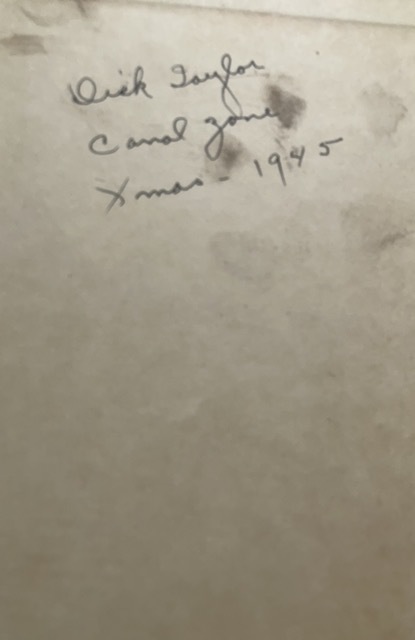 Dick Taylor
Canal zone
Xmas - 1945